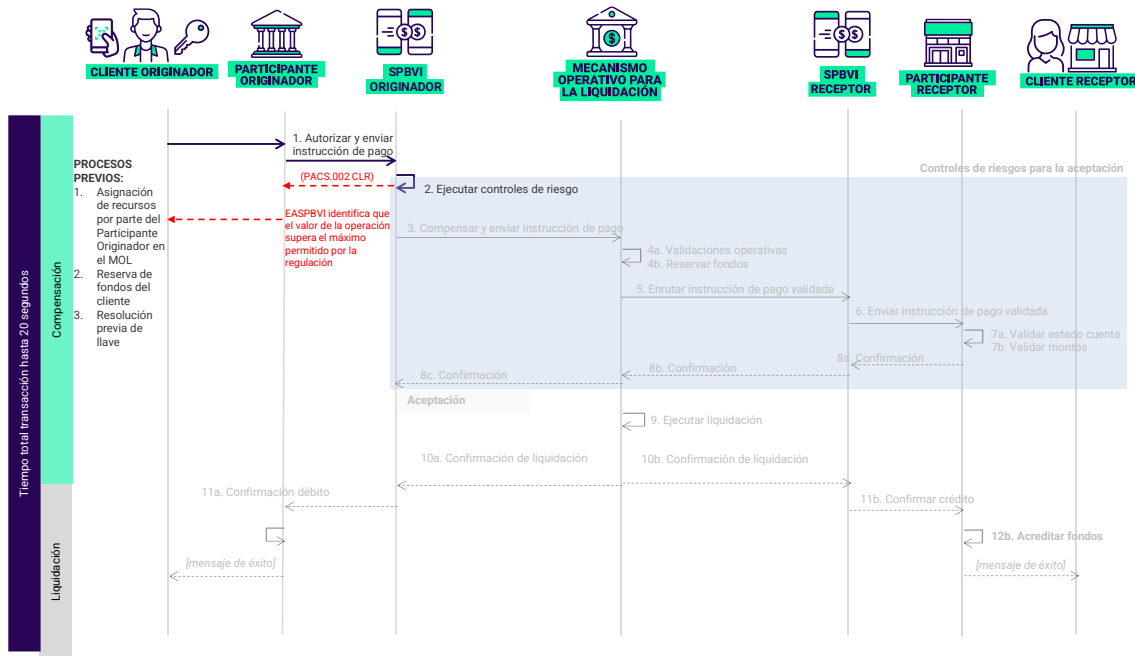 CLIENTE ORIGINADOR
PARTICIPANTE
ORIGINADOR
SPBVI
ORIGINADOR
MECANISMO
OPERATIVO PARA
LA LIQUIDACIÓN
SPBVI
RECEPTOR
PARTICIPANTE
RECEPTOR
CLIENTE RECEPTOR
Tiempo total transacción hasta 20 segundos
Compensación
Liquidación
PROCESOS
PREVIOS:
1. Asignación
de recursos
por parte del
Participante
Originador en
el MOL
2. Reserva de
fondos del
cliente
3. Resolución
previa de
llave
1. Autorizar y enviar
instrucción de pago
(PACS.002 CLR)
2. Ejecutar controles de riesgo
Controles de riesgos para la aceptación
EASPBVI identifica que
el valor de la operación
supera el máximo
permitido por la
regulación
3. Compensar y enviar instrucción de pago
4a. Validaciones operativas
4b. Reservar fondos
5. Enrutar instrucción de pago validada
6. Enviar instrucción de pago validada
7a. Validar estado cuenta
7b. Validar montos
8a. Confirmación
8b. Confirmación
8c. Confirmación
Aceptación
9. Ejecutar liquidación
10a. Confirmación de liquidación
10b. Confirmación de liquidación
11a. Confirmación débito
11b. Confirmar crédito
12b. Acreditar fondos
[mensaje de éxito]
[mensaje de éxito]